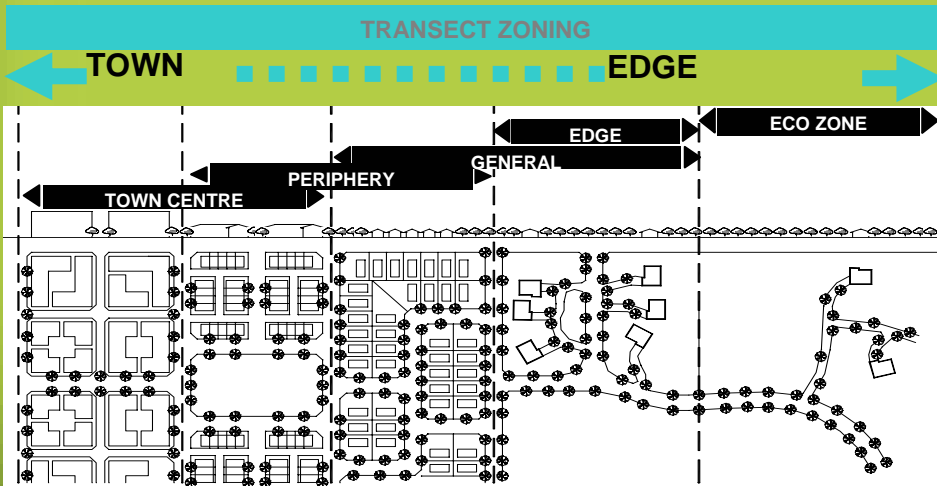 TRANSECT ZONING
TOWN
EDGE
EDGE
ECO ZONE
GENERAL
PERIPHERY
TOWN CENTRE